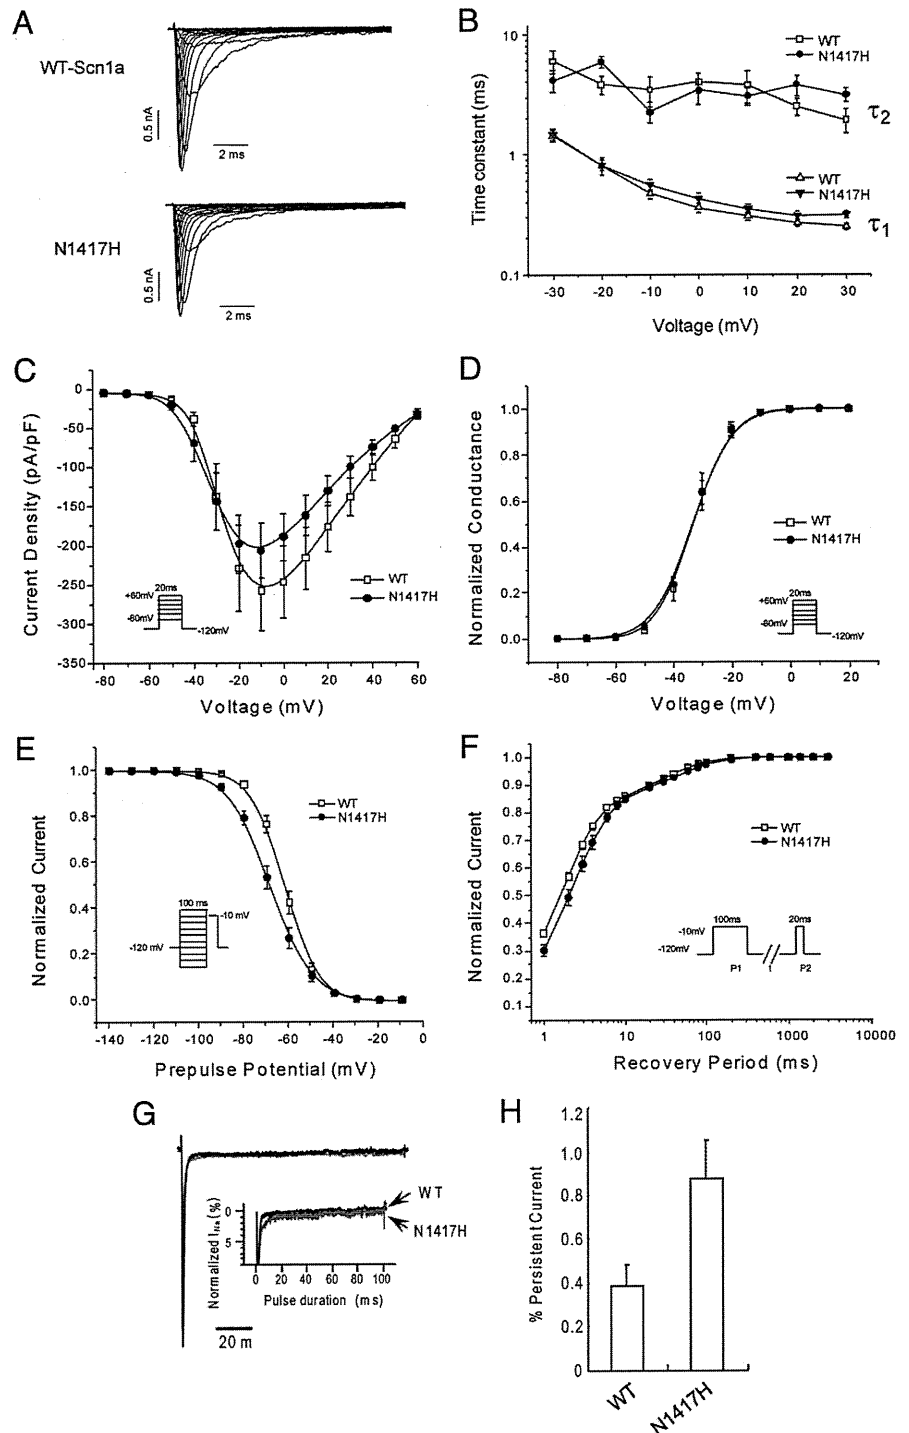 A
WT-Scn1a
0.5 nA
2 ms
N1417H
0.5 nA
2 ms
B
Time constant (ms)
10
1
0.1
-30 -20 -10 0 10 20 30
Voltage (mV)
WT
N1417H
τ2
WT
N1417H
τ1
C
Current Density (pA/pF)
0
-50
-100
-150
-200
-250
-300
-350
-80 -60 -40 -20 0 20 40 60
Voltage (mV)
WT
N1417H
20ms
+60mV
-80mV
-120mV
D
Normalized Conductance
1.0
0.8
0.6
0.4
0.2
0.0
-80 -60 -40 -20 0 20
Voltage (mV)
WT
N1417H
20ms
+60mV
-80mV
-120mV
E
Normalized Current
1.0
0.8
0.6
0.4
0.2
0.0
-140 -120 -100 -80 -60 -40 -20 0
Prepulse Potential (mV)
WT
N1417H
100 ms
-10 mV
-120 mV
F
Normalized Current
1.0
0.9
0.8
0.7
0.6
0.5
0.4
0.3
0.2
0.1
1 10 100 1000 10000
Recovery Period (ms)
WT
N1417H
100ms 20ms
-10mV
-120mV
P1 t P2
G
20 m
Normalized INa (%)
0
5
0 20 40 60 80 100
Pulse duration (ms)
WT
N1417H
H
% Persistent Current
1.2
1.0
0.8
0.6
0.4
0.2
0
WT
N1417H